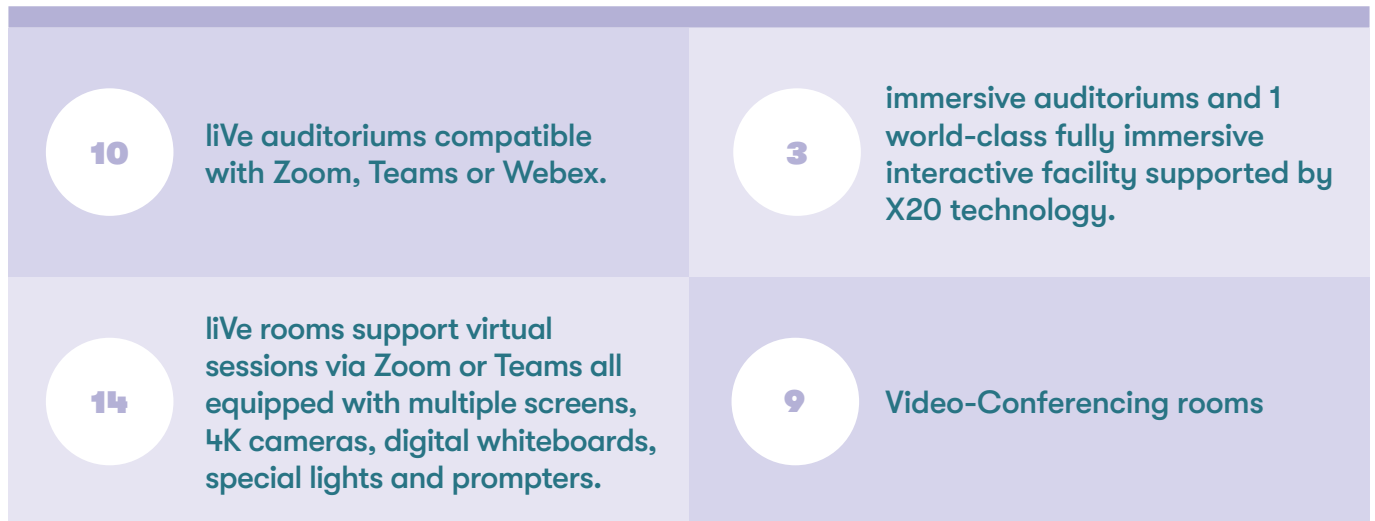 10
liVe auditoriums compatible
with Zoom, Teams or Webex.
3
immersive auditoriums and 1
world-class fully immersive
interactive facility supported by
X20 technology.
14
liVe rooms support virtual
sessions via Zoom or Teams all
equipped with multiple screens,
4K cameras, digital whiteboards,
special lights and prompters.
9
Video-Conferencing rooms